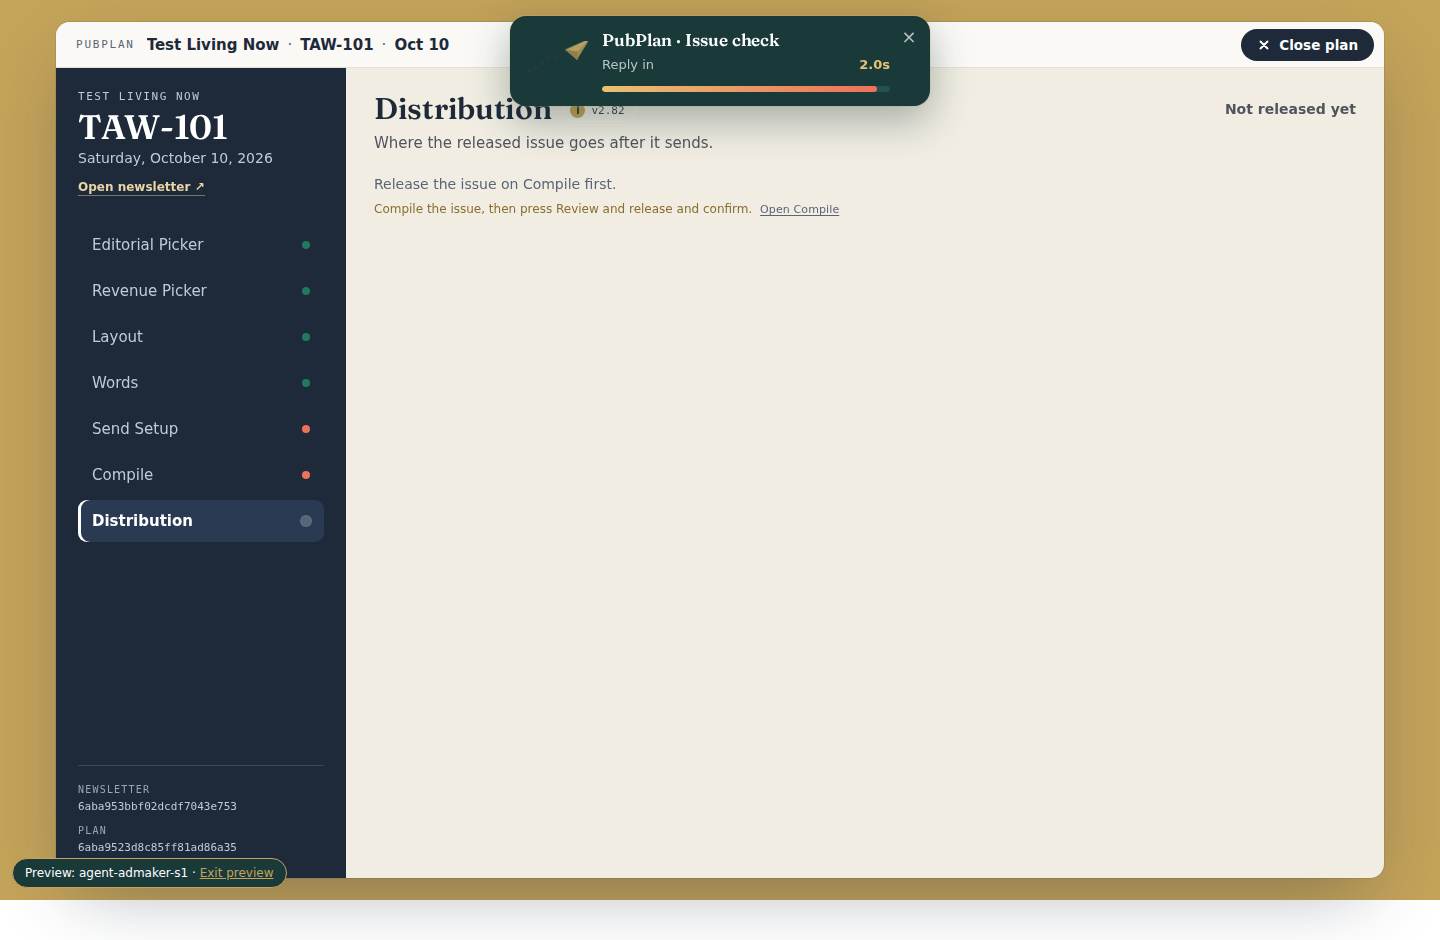 PUBPLAN Test Living Now · TAW-101 · Oct 10
PubPlan · Issue check
×
Reply in 2.0s
✕ Close plan
TEST LIVING NOW
TAW-101
Saturday, October 10, 2026
Open newsletter ↗
Editorial Picker
Revenue Picker
Layout
Words
Send Setup
Compile
Distribution
NEWSLETTER
6aba953bbf02dcdf7043e753
PLAN
6aba9523d8c85ff81ad86a35
Preview: agent-admaker-s1 · Exit preview
Distribution i v2.82
Not released yet
Where the released issue goes after it sends.
Release the issue on Compile first.
Compile the issue, then press Review and release and confirm. Open Compile